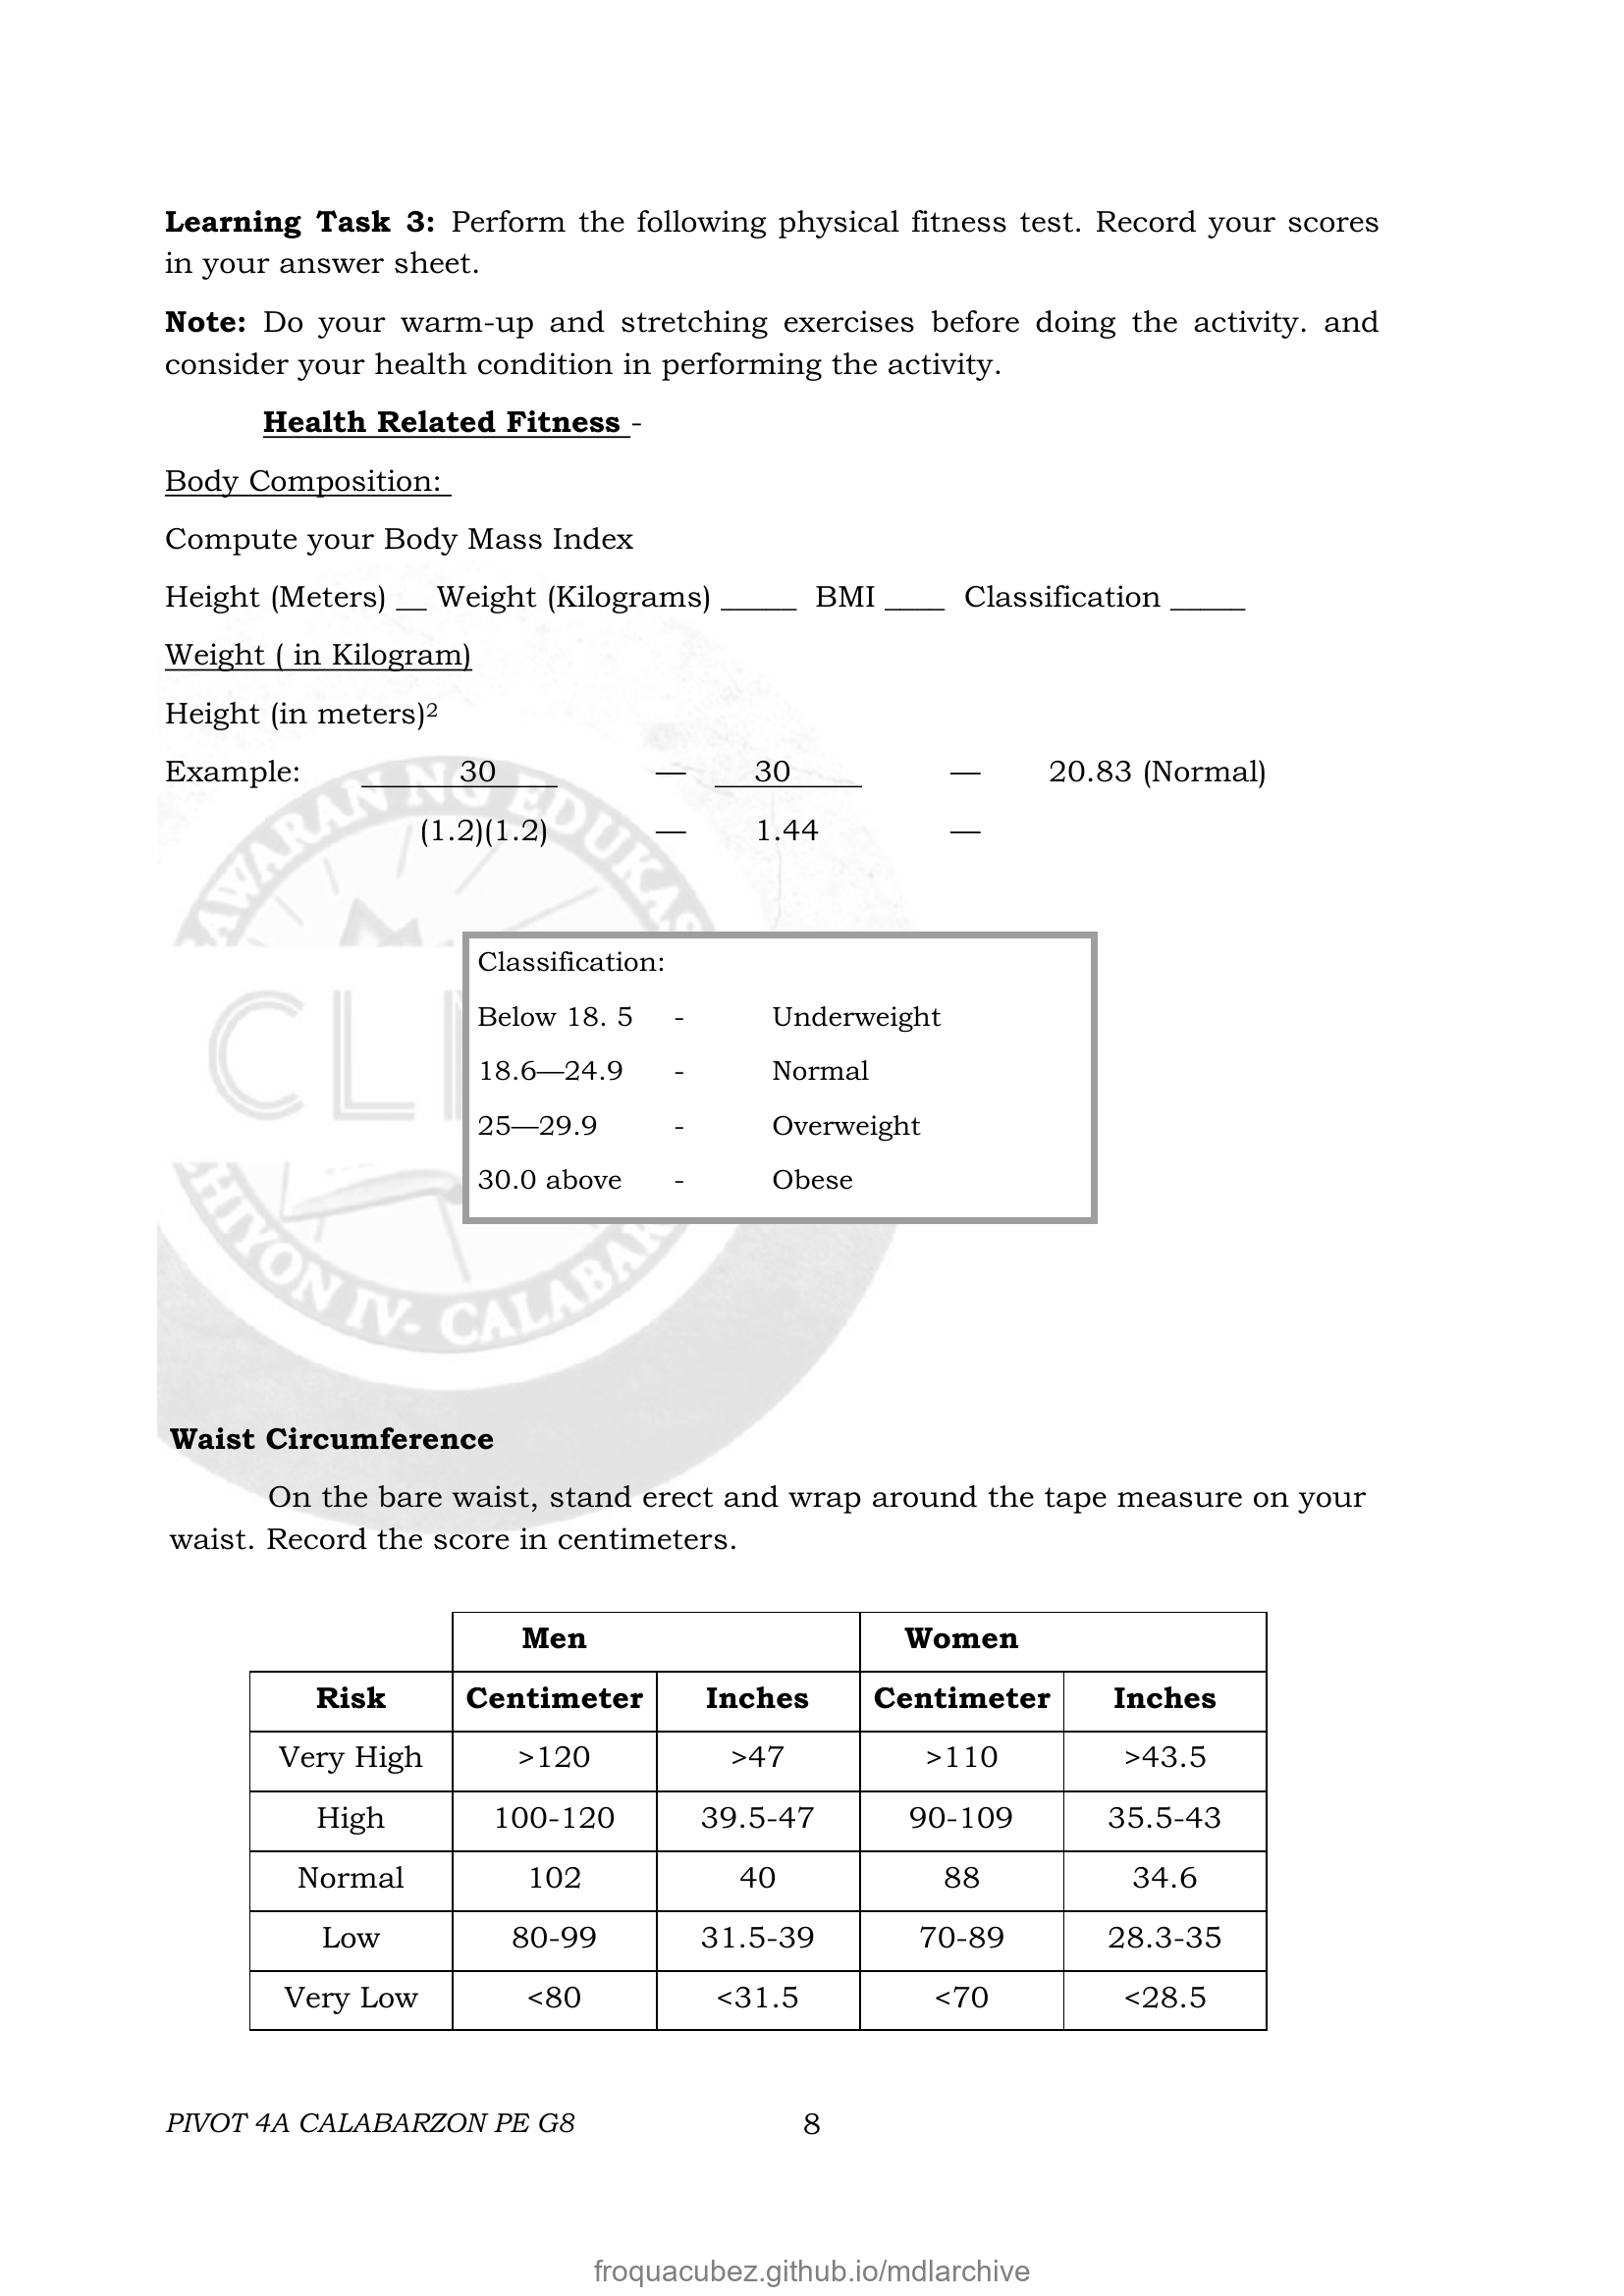 Learning Task 3: Perform the following physical fitness test. Record your scores
in your answer sheet.
Note: Do your warm-up and stretching exercises before doing the activity. and
consider your health condition in performing the activity.
Health Related Fitness -
Body Composition:
Compute your Body Mass Index
Height (Meters) __ Weight (Kilograms) _____ BMI ____ Classification _____
Weight ( in Kilogram)
Height (in meters)²
Example: 30 — 30 — 20.83 (Normal)
(1.2)(1.2) — 1.44 —
AWARAN NG EDUKAS
CL
HIYON IV- CALABAR
Classification:
Below 18. 5 - Underweight
18.6—24.9 - Normal
25—29.9 - Overweight
30.0 above - Obese
Waist Circumference
On the bare waist, stand erect and wrap around the tape measure on your
waist. Record the score in centimeters.
Men Women
Risk Centimeter Inches Centimeter Inches
Very High >120 >47 >110 >43.5
High 100-120 39.5-47 90-109 35.5-43
Normal 102 40 88 34.6
Low 80-99 31.5-39 70-89 28.3-35
Very Low <80 <31.5 <70 <28.5
PIVOT 4A CALABARZON PE G8 8
froquacubez.github.io/mdlarchive